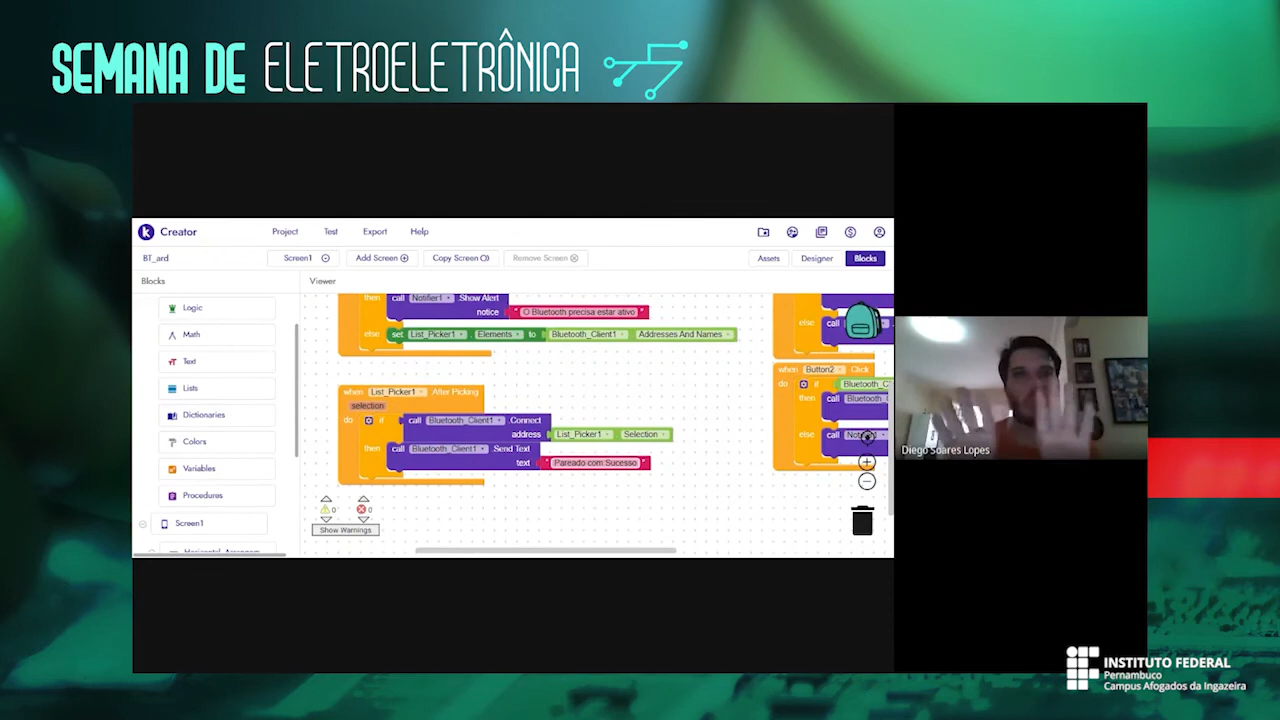 SEMANA DE ELETROELETRÔNICA
Creator
Project
Test
Export
Help
BT_ard
Screen1
Add Screen
Copy Screen
Remove Screen
Assets
Designer
Blocks
Blocks
Viewer
Logic
Math
Text
Lists
Dictionaries
Colors
Variables
Procedures
Screen1
then call Notifier1 .Show Alert
notice "O Bluetooth precisa estar ativo"
else set List_Picker1 . Elements to Bluetooth_Client1 . Addresses And Names
when List_Picker1 .After Picking
selection
do if call Bluetooth_Client1 .Connect
address List_Picker1 . Selection
then call Bluetooth_Client1 .Send Text
text "Pareado com Sucesso"
0 0
Show Warnings
else call
when Button2 .Click
do if
then call
else call
Diego Soares Lopes
INSTITUTO FEDERAL
Pernambuco
Campus Afogados da Ingazeira